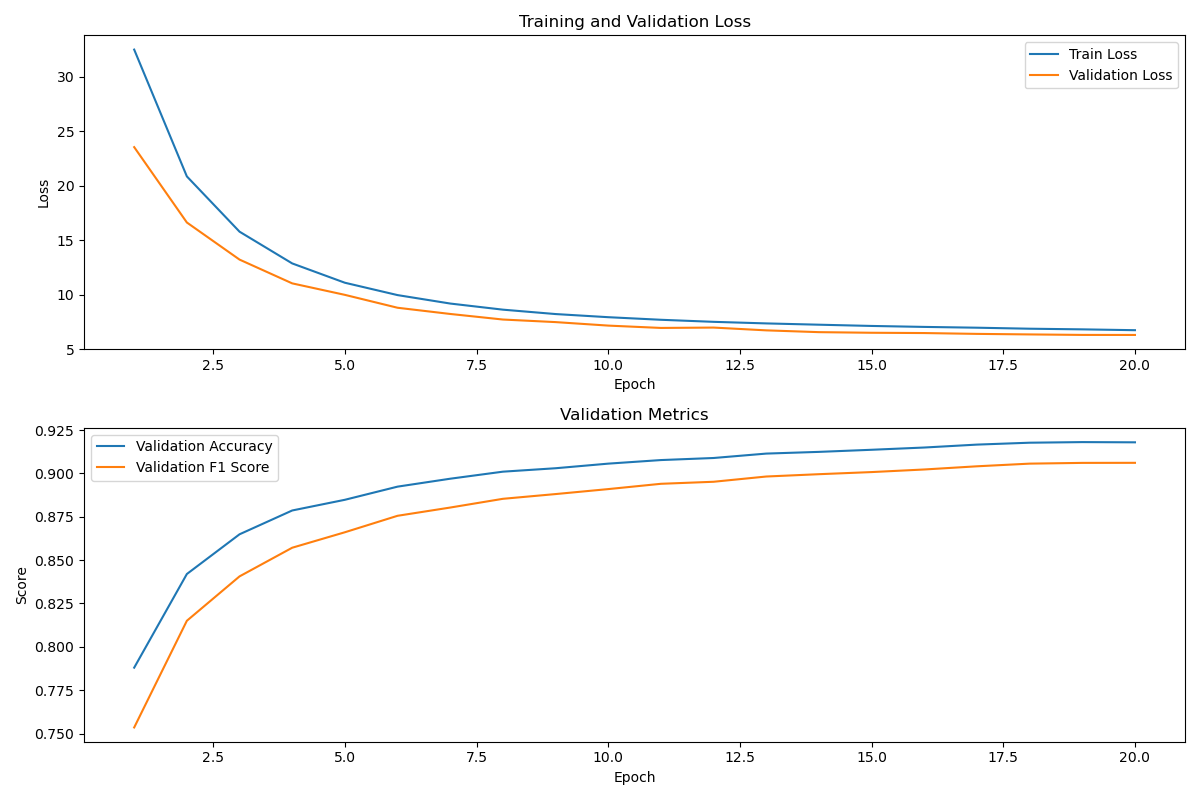 Training and Validation Loss
Train Loss
Validation Loss
30
25
20
15
10
5
Loss
2.5 5.0 7.5 10.0 12.5 15.0 17.5 20.0
Epoch
Validation Metrics
Validation Accuracy
Validation F1 Score
0.925
0.900
0.875
0.850
0.825
0.800
0.775
0.750
Score
2.5 5.0 7.5 10.0 12.5 15.0 17.5 20.0
Epoch